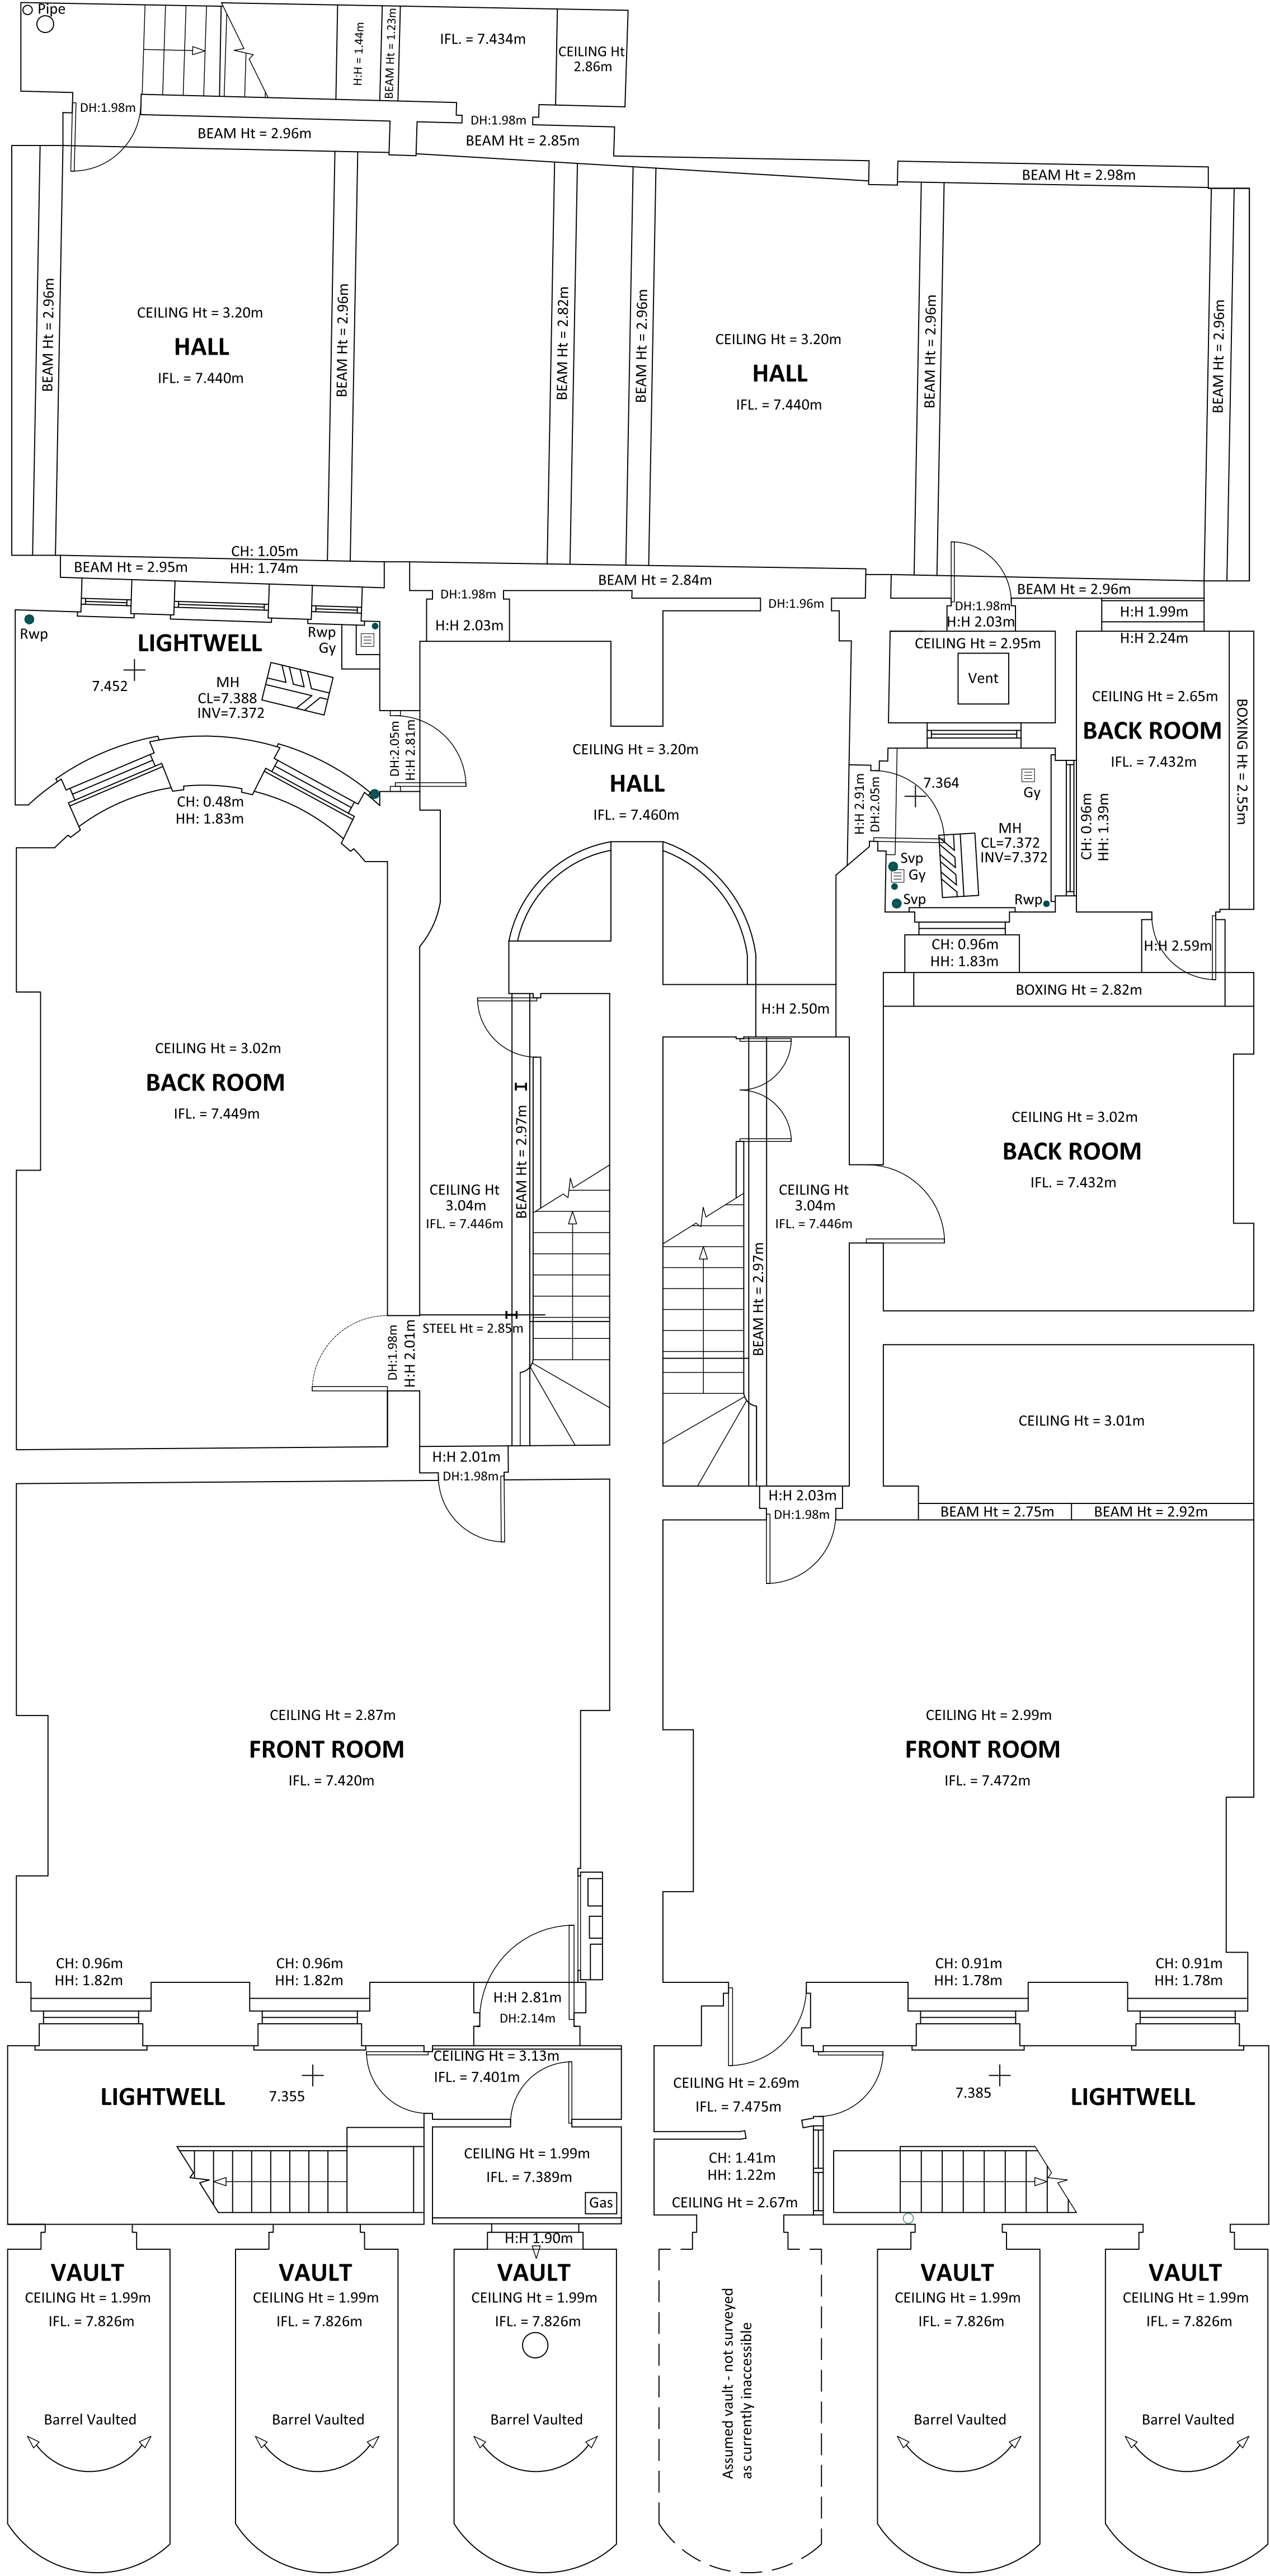 Pipe
DH:1.98m
H:H = 1.44m
BEAM Ht = 1.23m
IFL. = 7.434m
CEILING Ht
2.86m
DH:1.98m
BEAM Ht = 2.96m
BEAM Ht = 2.85m
BEAM Ht = 2.98m
BEAM Ht = 2.96m
CEILING Ht = 3.20m
HALL
IFL. = 7.440m
BEAM Ht = 2.96m
BEAM Ht = 2.82m
BEAM Ht = 2.96m
CEILING Ht = 3.20m
HALL
IFL. = 7.440m
BEAM Ht = 2.96m
BEAM Ht = 2.96m
CH: 1.05m
HH: 1.74m
BEAM Ht = 2.95m
BEAM Ht = 2.84m
BEAM Ht = 2.96m
DH:1.98m
H:H 2.03m
DH:1.96m
DH:1.98m
H:H 2.03m
H:H 1.99m
H:H 2.24m
Rwp
LIGHTWELL
Rwp
Gy
7.452
MH
CL=7.388
INV=7.372
DH:2.05m
H:H 2.81m
CH: 0.48m
HH: 1.83m
CEILING Ht = 3.20m
HALL
IFL. = 7.460m
CEILING Ht = 2.95m
Vent
CEILING Ht = 2.65m
BACK ROOM
IFL. = 7.432m
BOXING Ht = 2.55m
H:H 2.91m
DH:2.05m
7.364
Gy
MH
CL=7.372
INV=7.372
CH: 0.96m
HH: 1.39m
Svp
Gy
Svp
Rwp
CH: 0.96m
HH: 1.83m
H:H 2.59m
BOXING Ht = 2.82m
H:H 2.50m
CEILING Ht = 3.02m
BACK ROOM
IFL. = 7.449m
BEAM Ht = 2.97m
CEILING Ht
3.04m
IFL. = 7.446m
CEILING Ht
3.04m
IFL. = 7.446m
BEAM Ht = 2.97m
CEILING Ht = 3.02m
BACK ROOM
IFL. = 7.432m
STEEL Ht = 2.85m
DH:1.98m
H:H 2.01m
H:H 2.01m
DH:1.98m
H:H 2.03m
DH:1.98m
CEILING Ht = 3.01m
BEAM Ht = 2.75m
BEAM Ht = 2.92m
CEILING Ht = 2.87m
FRONT ROOM
IFL. = 7.420m
CEILING Ht = 2.99m
FRONT ROOM
IFL. = 7.472m
CH: 0.96m
HH: 1.82m
CH: 0.96m
HH: 1.82m
H:H 2.81m
DH:2.14m
CH: 0.91m
HH: 1.78m
CH: 0.91m
HH: 1.78m
LIGHTWELL
7.355
CEILING Ht = 3.13m
IFL. = 7.401m
CEILING Ht = 1.99m
IFL. = 7.389m
Gas
CEILING Ht = 2.69m
IFL. = 7.475m
CH: 1.41m
HH: 1.22m
CEILING Ht = 2.67m
7.385
LIGHTWELL
H:H 1.90m
VAULT
CEILING Ht = 1.99m
IFL. = 7.826m
Barrel Vaulted
VAULT
CEILING Ht = 1.99m
IFL. = 7.826m
Barrel Vaulted
VAULT
CEILING Ht = 1.99m
IFL. = 7.826m
Barrel Vaulted
Assumed vault - not surveyed
as currently inaccessible
VAULT
CEILING Ht = 1.99m
IFL. = 7.826m
Barrel Vaulted
VAULT
CEILING Ht = 1.99m
IFL. = 7.826m
Barrel Vaulted